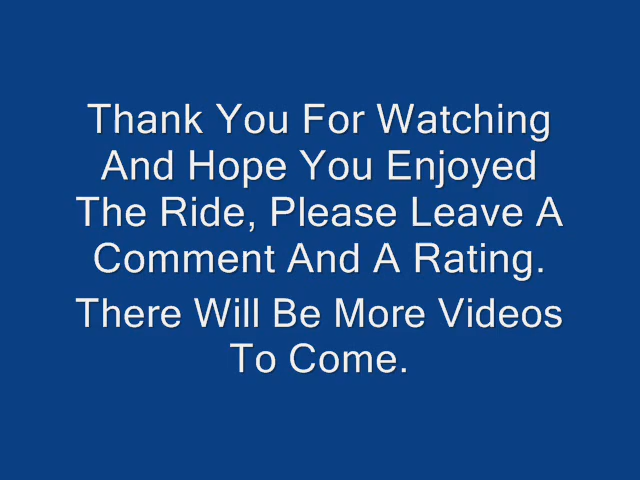 Thank You For Watching
And Hope You Enjoyed
The Ride, Please Leave A
Comment And A Rating.
There Will Be More Videos
To Come.